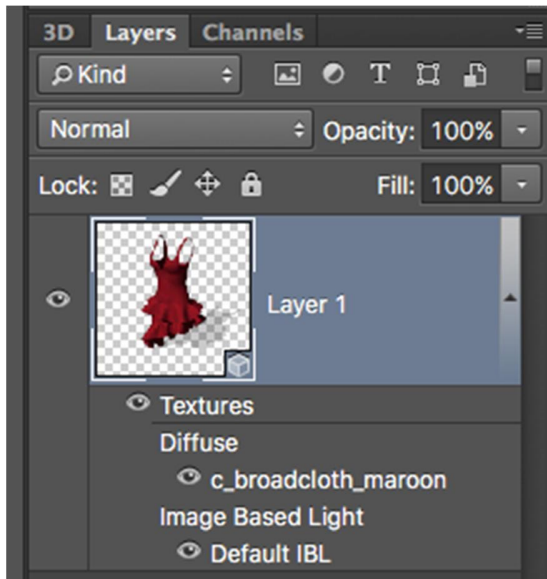 3D Layers Channels
Kind T
Normal Opacity: 100%
Lock: Fill: 100%
Layer 1
Textures
Diffuse
c_broadcloth_maroon
Image Based Light
Default IBL